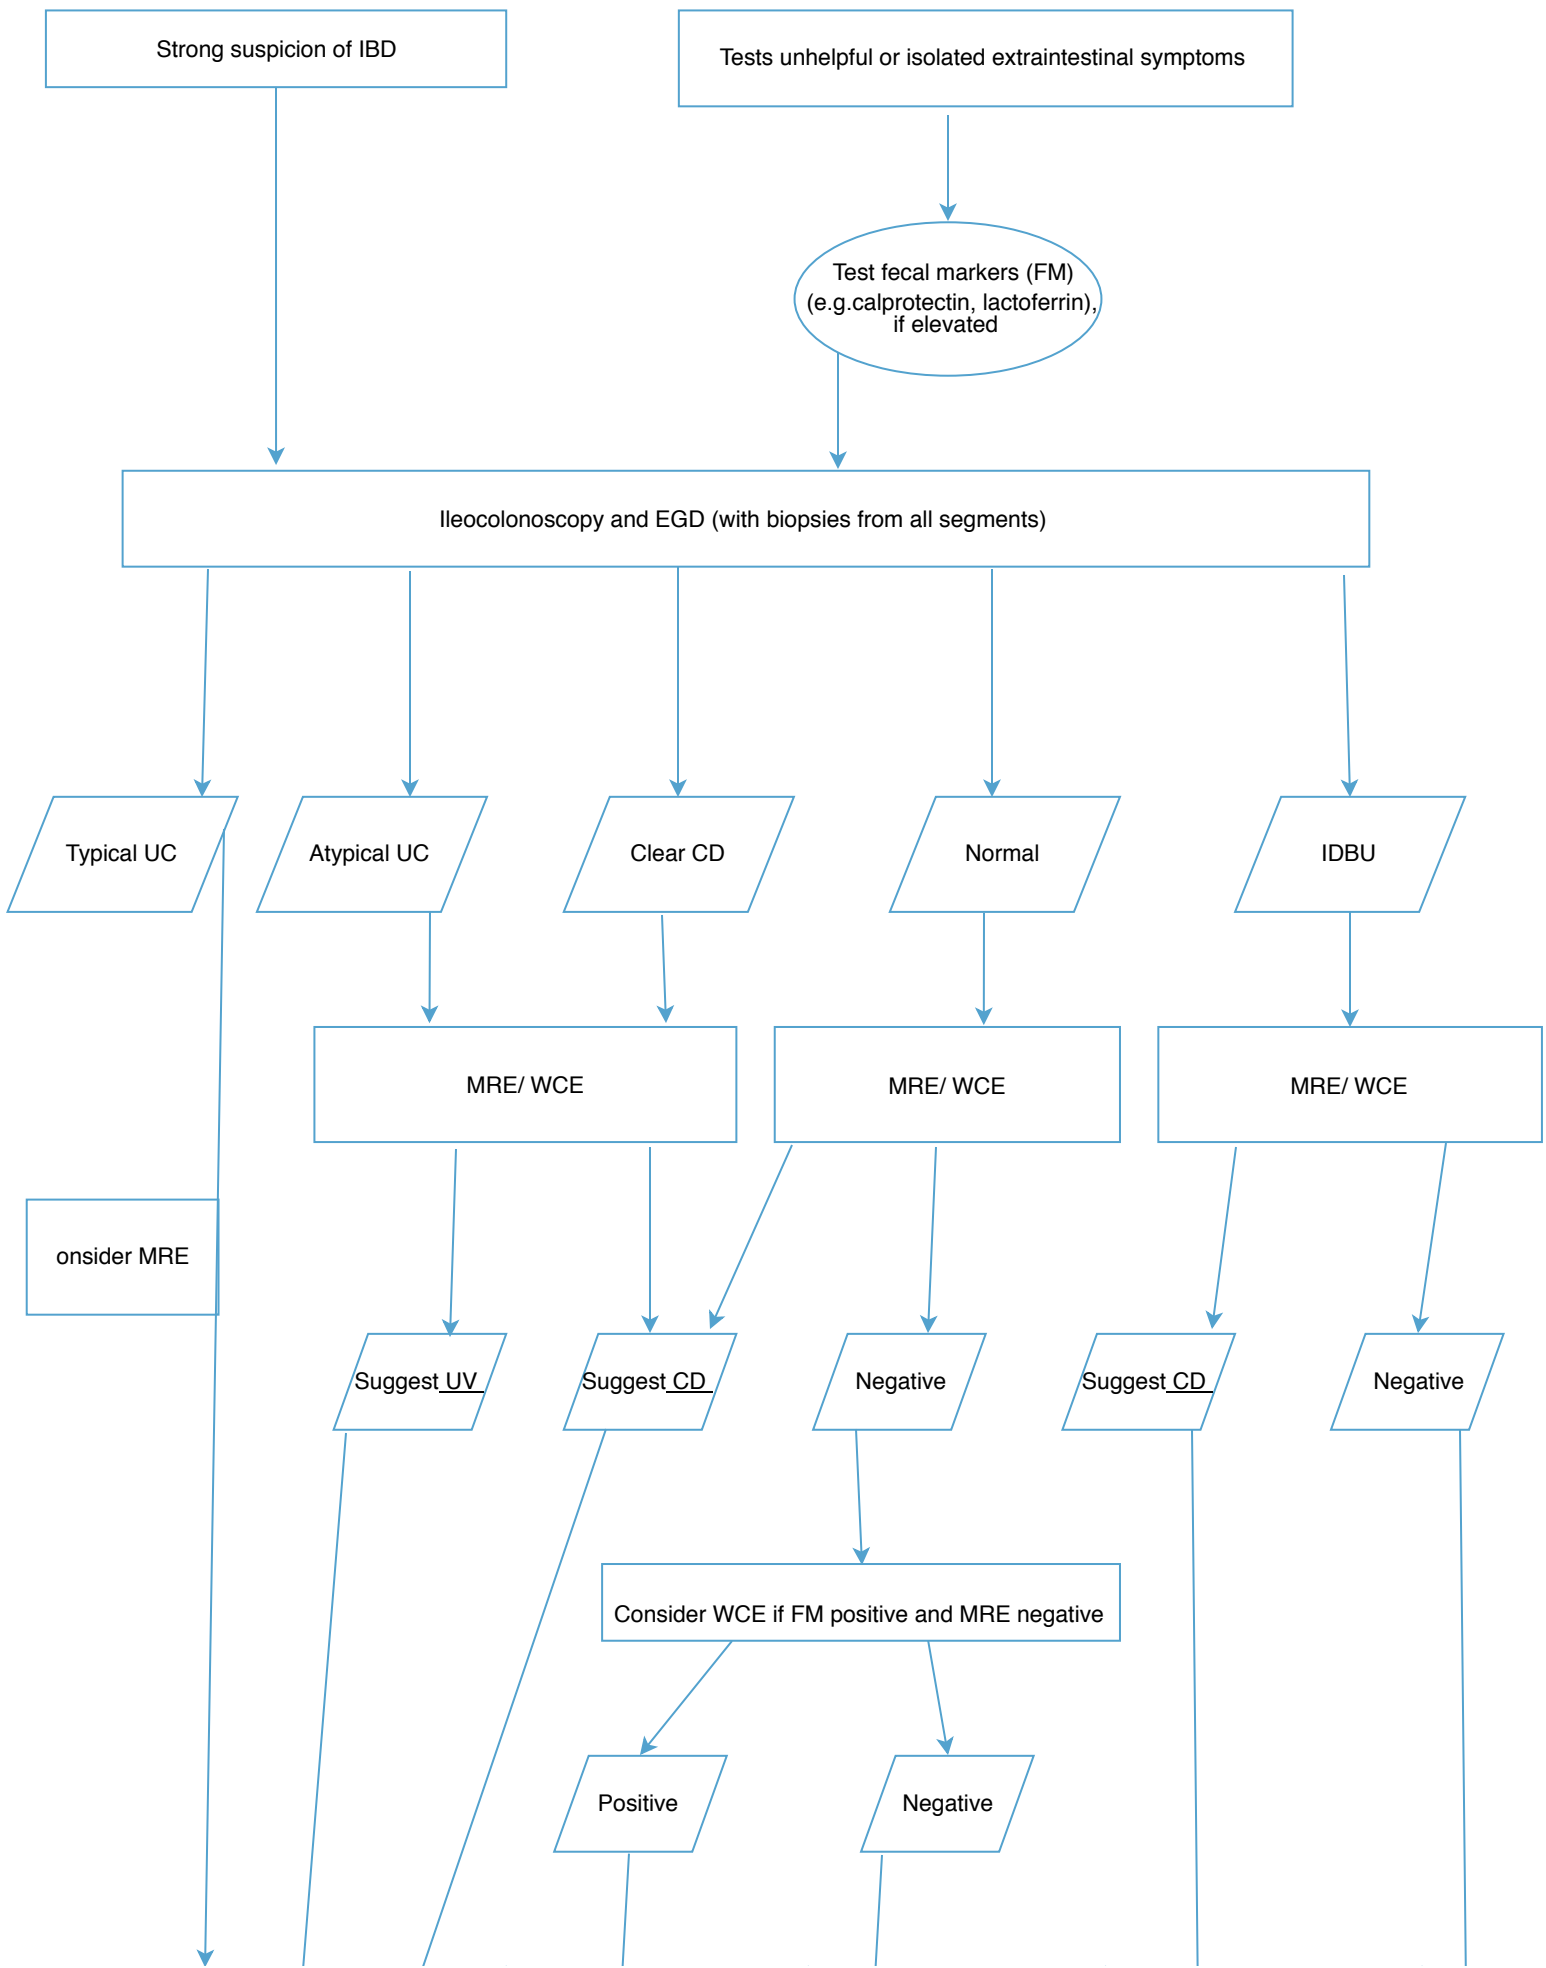 Strong suspicion of IBD
Tests unhelpful or isolated extraintestinal symptoms
Test fecal markers (FM)
(e.g.calprotectin, lactoferrin),
if elevated
Ileocolonoscopy and EGD (with biopsies from all segments)
Typical UC
Atypical UC
Clear CD
Normal
IDBU
MRE/ WCE
MRE/ WCE
MRE/ WCE
onsider MRE
Suggest UV
Suggest CD
Negative
Suggest CD
Negative
Consider WCE if FM positive and MRE negative
Positive
Negative